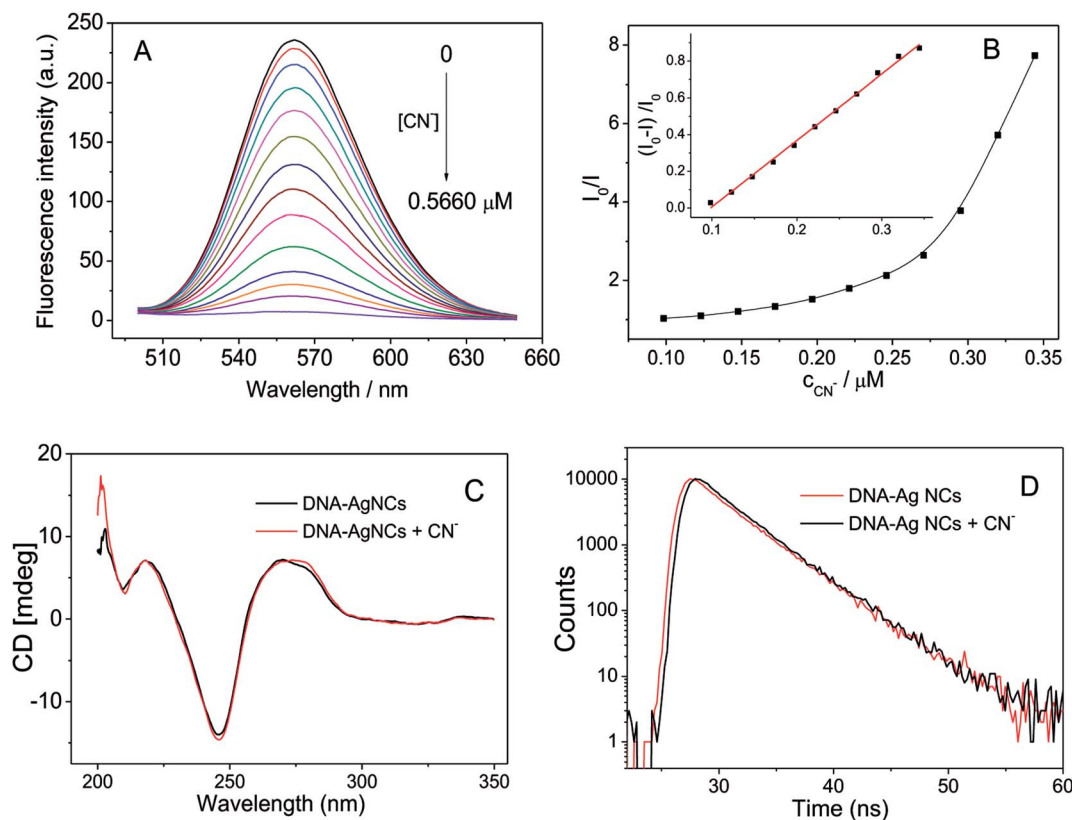 A
250
200
150
100
50
0
Fluorescence intensity (a.u.)
0
[CN⁻]
0.5660 μM
510 540 570 600 630 660
Wavelength / nm
B
8
6
4
2
I₀/I
0.8
0.6
0.4
0.2
0.0
(I₀-I) /I₀
0.1 0.2 0.3
0.10 0.15 0.20 0.25 0.30 0.35
c_CN⁻ / μM
C
20
10
0
-10
CD [mdeg]
DNA-AgNCs
DNA-AgNCs + CN⁻
200 250 300 350
Wavelength (nm)
D
10000
1000
100
10
1
Counts
DNA-Ag NCs
DNA-Ag NCs + CN⁻
30 40 50 60
Time (ns)